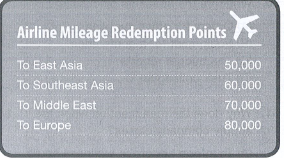 Airline Mileage Redemption Points
To East Asia 50,000
To Southeast Asia 60,000
To Middle East 70,000
To Europe 80,000